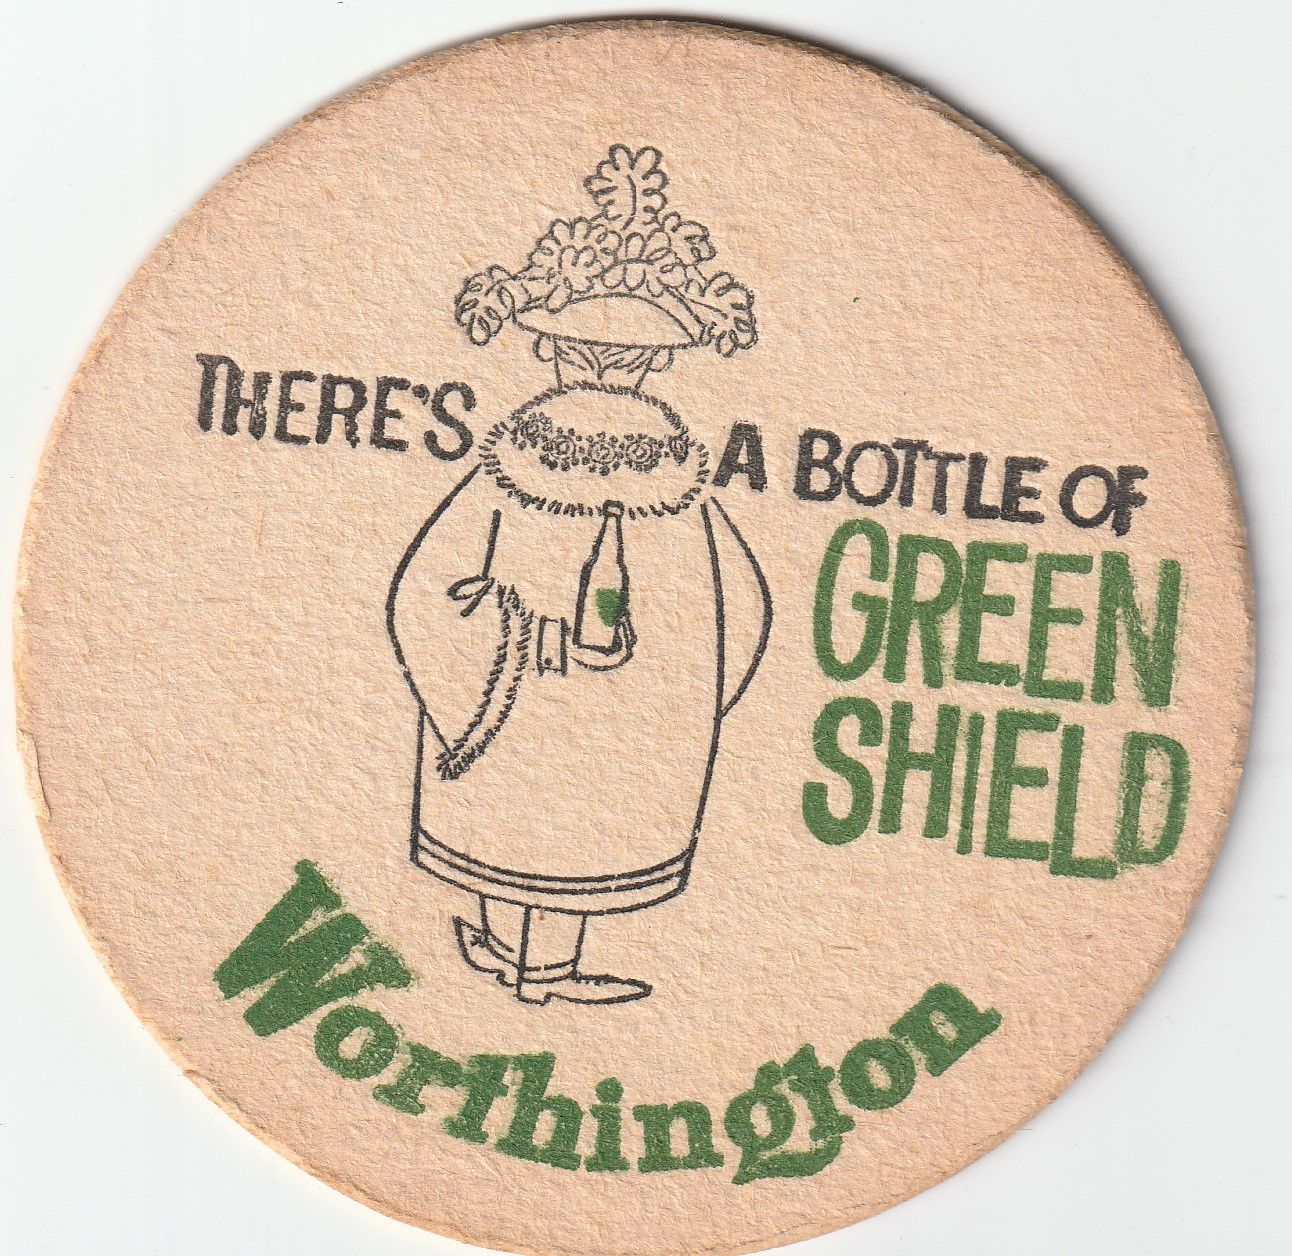 THERE'S A BOTTLE OF
GREEN
SHIELD
Worthington